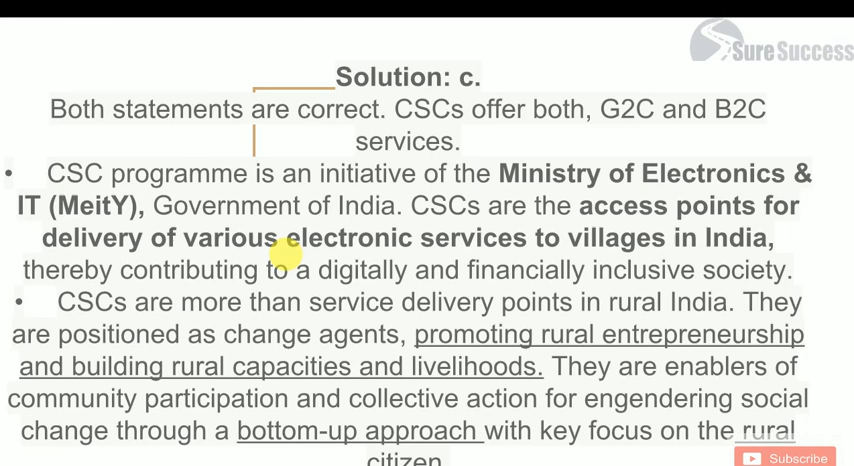 Sure Success
Solution: c.
Both statements are correct. CSCs offer both, G2C and B2C
services.
• CSC programme is an initiative of the Ministry of Electronics &
IT (MeitY), Government of India. CSCs are the access points for
delivery of various electronic services to villages in India,
thereby contributing to a digitally and financially inclusive society.
• CSCs are more than service delivery points in rural India. They
are positioned as change agents, promoting rural entrepreneurship
and building rural capacities and livelihoods. They are enablers of
community participation and collective action for engendering social
change through a bottom-up approach with key focus on the rural
citizen
Subscribe